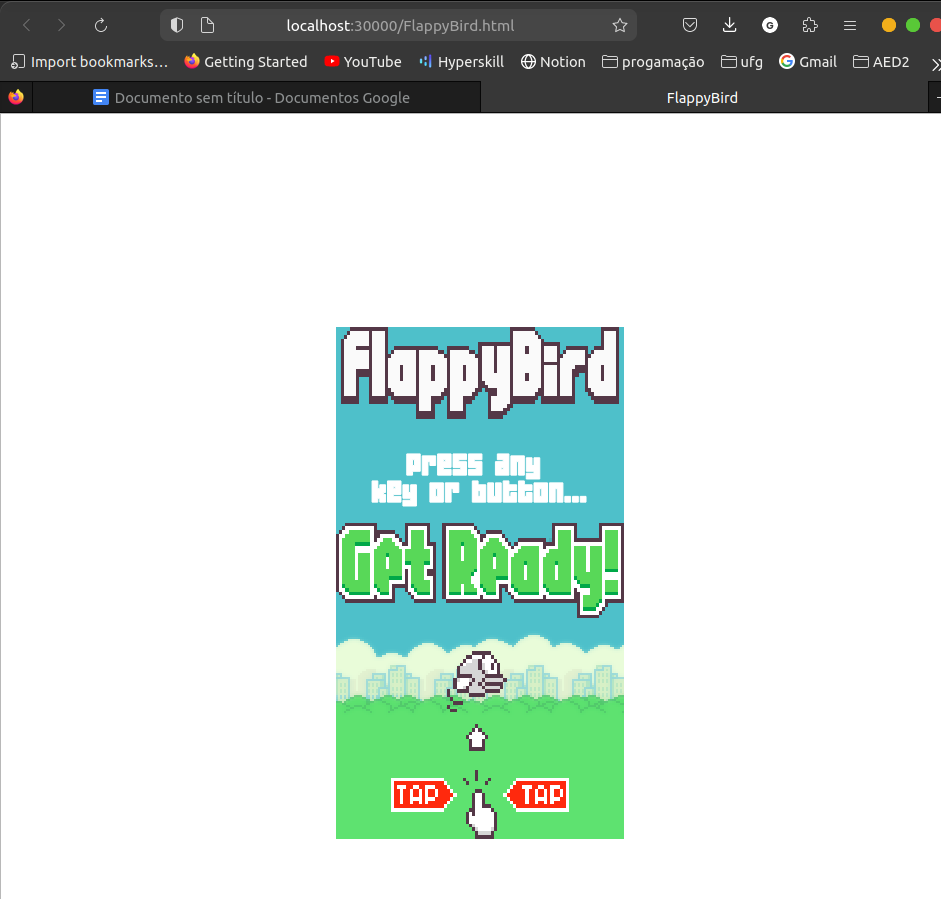 localhost:30000/FlappyBird.html
Import bookmarks... Getting Started YouTube Hyperskill Notion progamação ufg Gmail AED2
Documento sem título - Documentos Google FlappyBird
FlappyBird
press any
key or button...
Get Ready!
TAP TAP